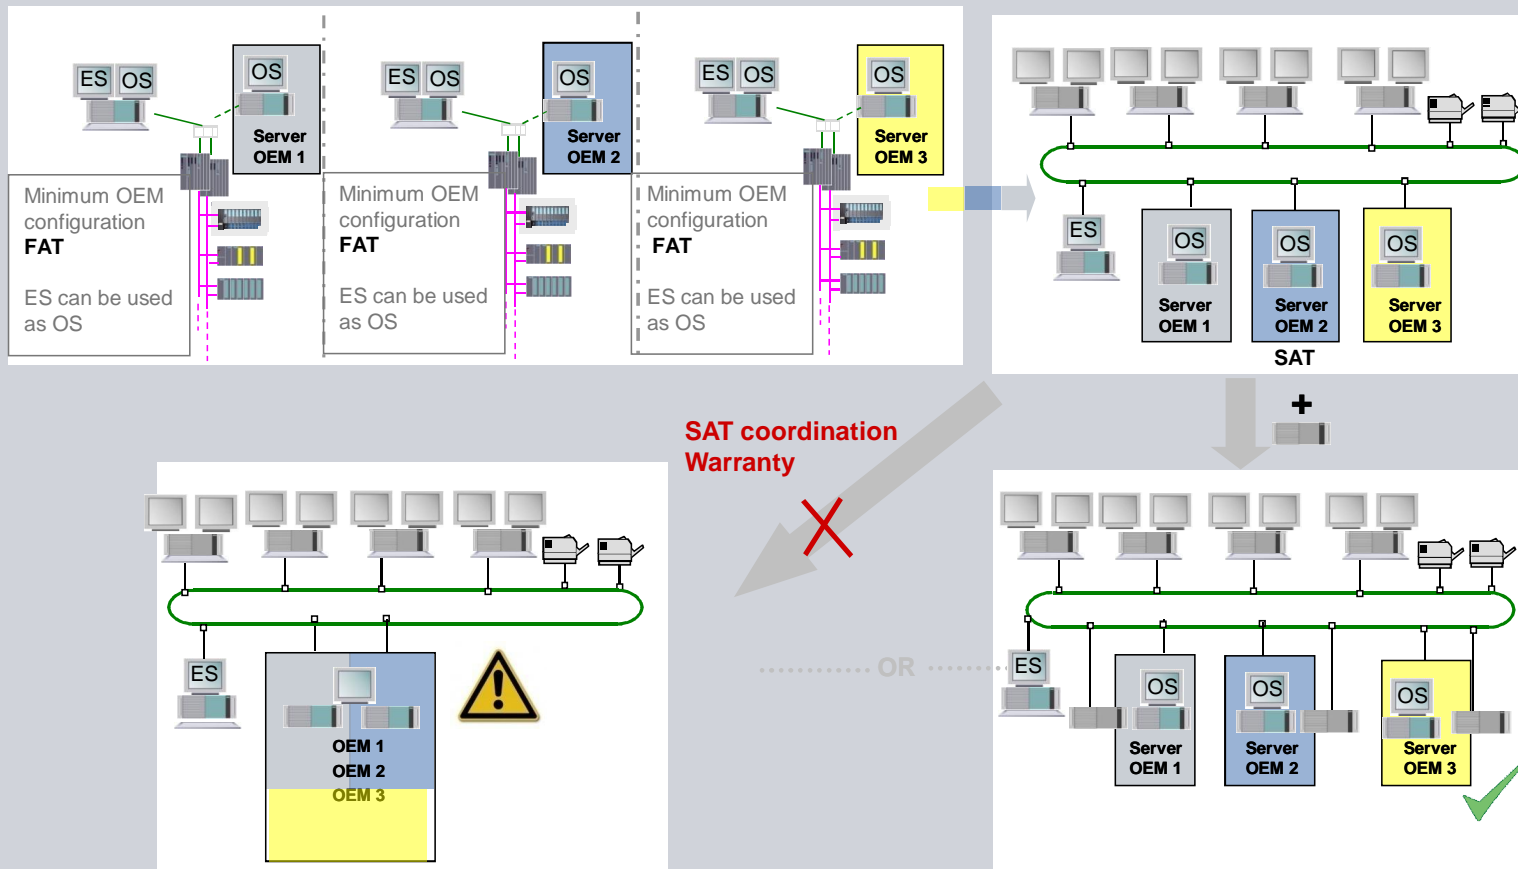 ES OS
OS
Server
OEM 1
Minimum OEM
configuration
FAT
ES can be used
as OS
ES OS
OS
Server
OEM 2
Minimum OEM
configuration
FAT
ES can be used
as OS
ES OS
OS
Server
OEM 3
Minimum OEM
configuration
FAT
ES can be used
as OS
ES
OS
Server
OEM 1
OS
Server
OEM 2
OS
Server
OEM 3
SAT
+
SAT coordination
Warranty
ES
OEM 1
OEM 2
OEM 3
OR
ES
OS
Server
OEM 1
OS
Server
OEM 2
OS
Server
OEM 3